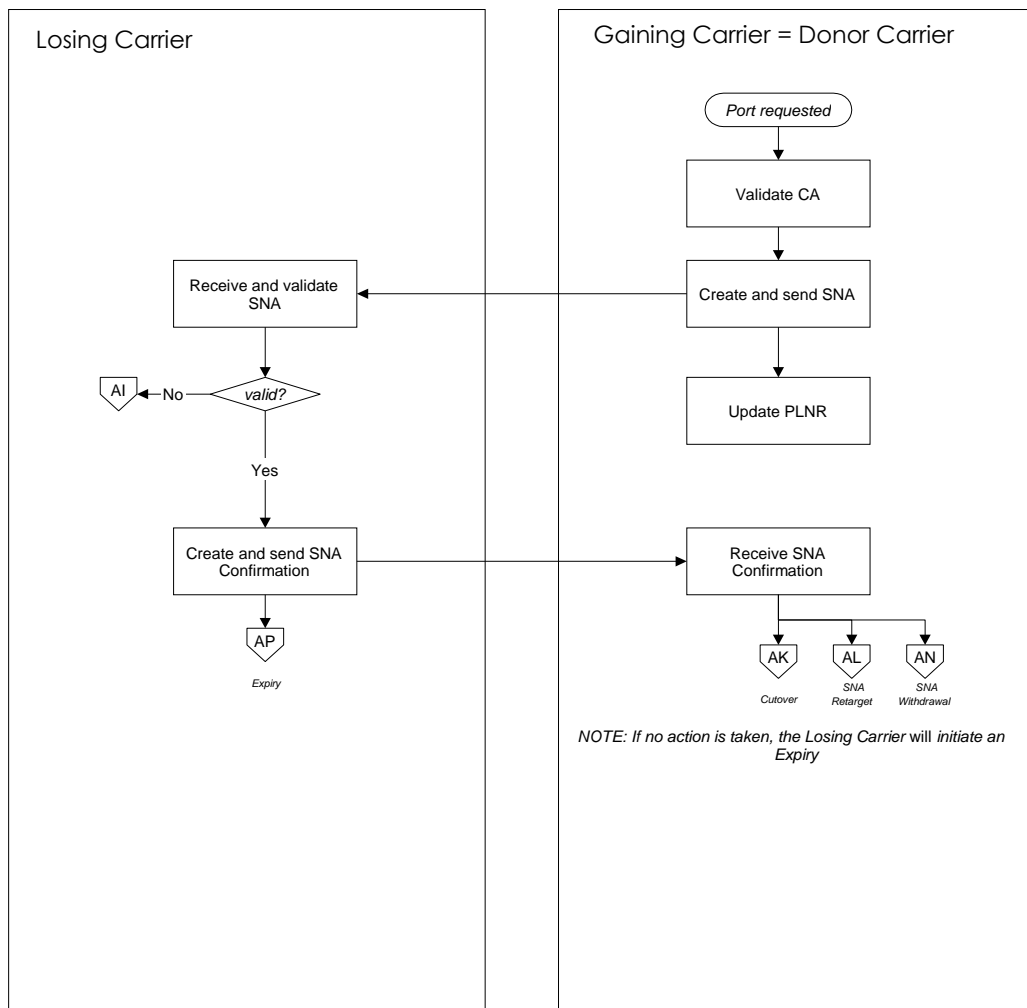 Losing Carrier
Gaining Carrier = Donor Carrier
Port requested
Validate CA
Receive and validate
SNA
Create and send SNA
AI
No
valid?
Update PLNR
Yes
Create and send SNA
Confirmation
Receive SNA
Confirmation
AP
Expiry
AK
AL
AN
Cutover
SNA
Retarget
SNA
Withdrawal
NOTE: If no action is taken, the Losing Carrier will initiate an
Expiry